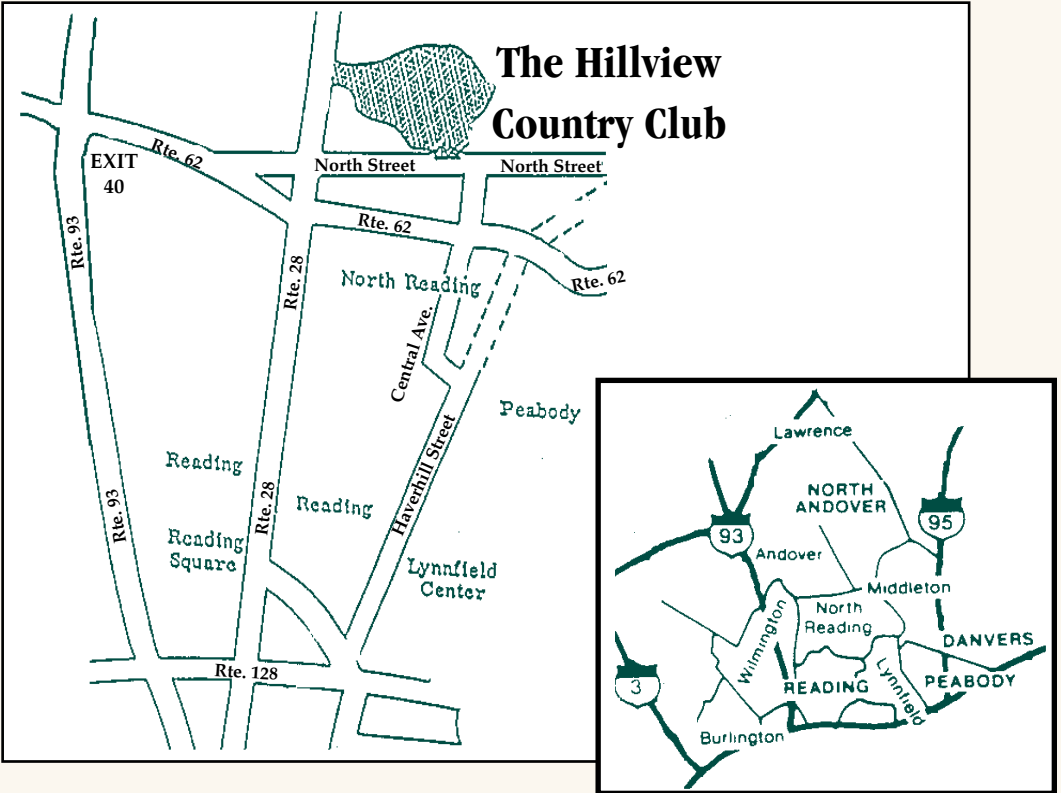 The Hillview
Country Club
Rte. 62
EXIT
40
North Street
North Street
Rte. 62
Rte. 93
Rte. 28
North Reading
Rte. 62
Central Ave.
Peabody
Reading
Haverhill Street
Rte. 93
Rte. 28
Reading
Reading
Square
Lynnfield
Center
Rte. 128
Lawrence
NORTH
ANDOVER
93
95
Andover
Middleton
North
Reading
Wilmington
DANVERS
3
READING
Lynnfield
PEABODY
Burlington